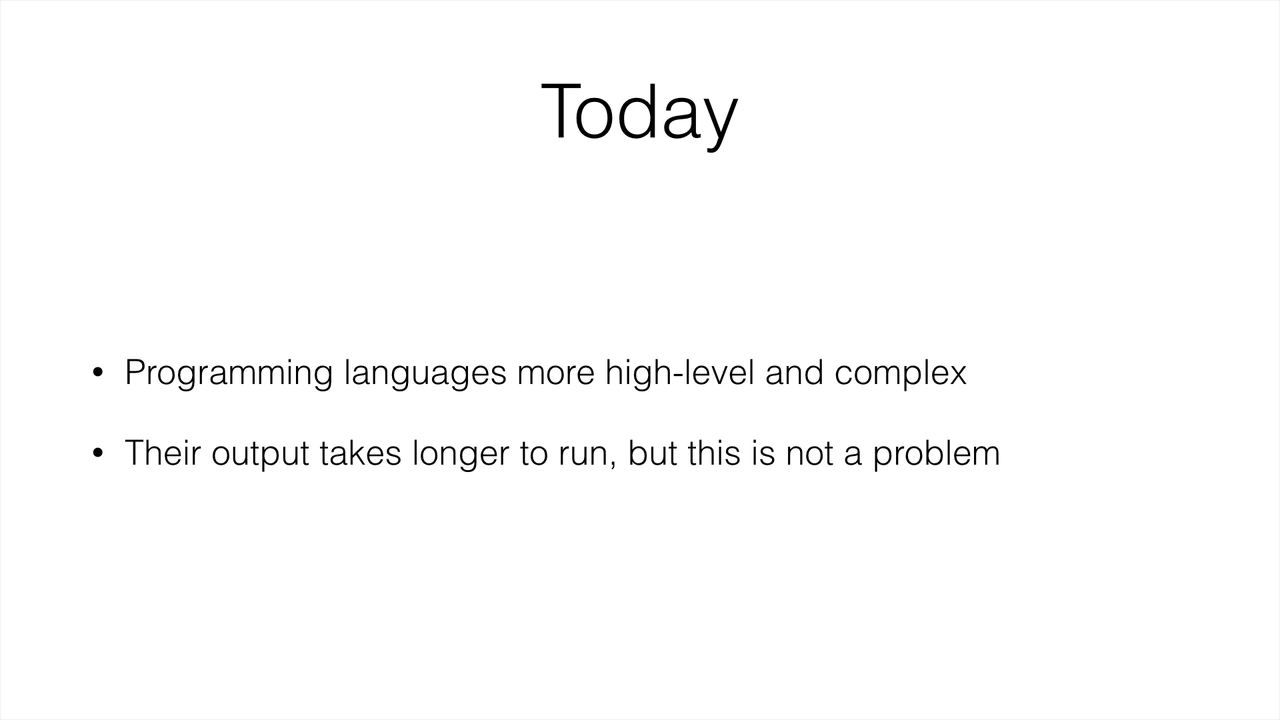 Today
• Programming languages more high-level and complex
• Their output takes longer to run, but this is not a problem